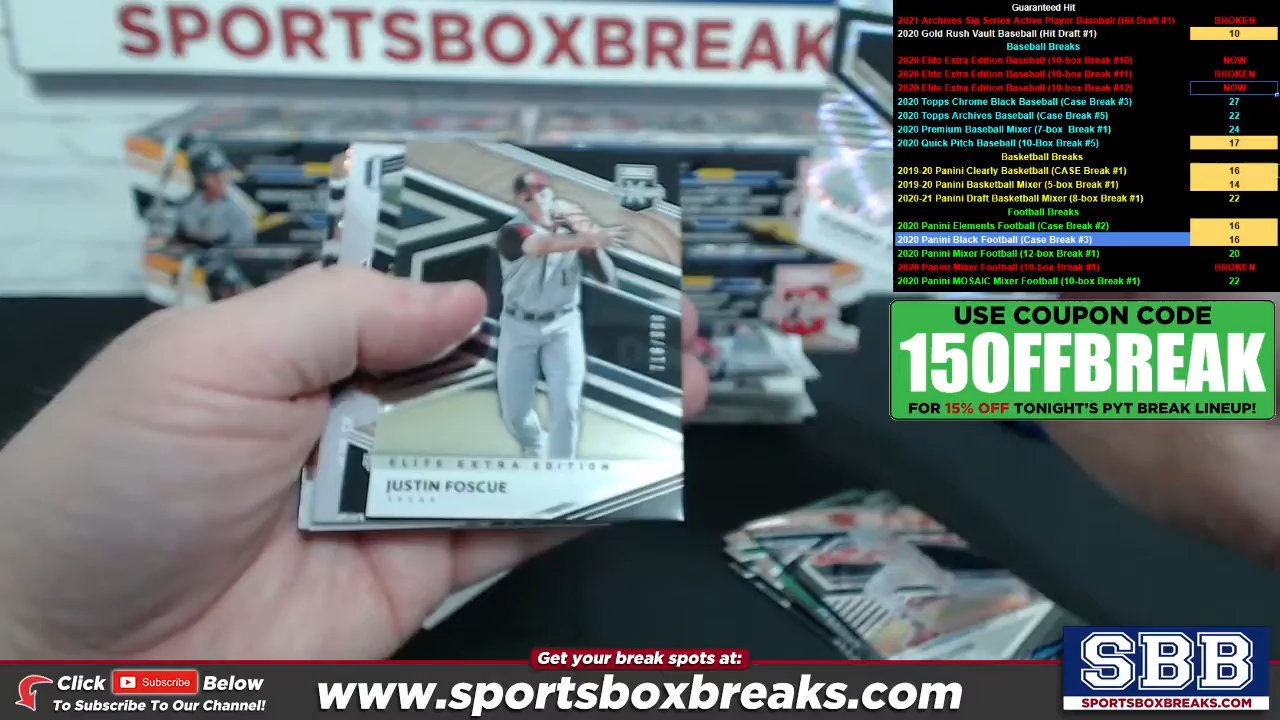 SPORTSBOXBREAK
ELITE EXTRA EDITION
JUSTIN FOSCUE
TEXAS
Guaranteed Hit
2021 Archives Sig Series Active Player Baseball (Hit Draft #1) BROKEN
2020 Gold Rush Vault Baseball (Hit Draft #1) 10
Baseball Breaks
2020 Elite Extra Edition Baseball (10-box Break #10) NOW
2020 Elite Extra Edition Baseball (10-box Break #11) BROKEN
2020 Elite Extra Edition Baseball (10-box Break #12) NOW
2020 Topps Chrome Black Baseball (Case Break #3) 27
2020 Topps Archives Baseball (Case Break #5) 22
2020 Premium Baseball Mixer (7-box Break #1) 24
2020 Quick Pitch Baseball (10-Box Break #5) 17
Basketball Breaks
2019-20 Panini Clearly Basketball (CASE Break #1) 16
2019-20 Panini Basketball Mixer (5-box Break #1) 14
2020-21 Panini Draft Basketball Mixer (8-box Break #1) 22
Football Breaks
2020 Panini Elements Football (Case Break #2) 16
2020 Panini Black Football (Case Break #3) 16
2020 Panini Mixer Football (12-box Break #1) 20
2020 Panini Mixer Football (10-box Break #1) BROKEN
2020 Panini MOSAIC Mixer Football (10-box Break #1) 22
USE COUPON CODE
15OFFBREAK
FOR 15% OFF TONIGHT'S PYT BREAK LINEUP!
Get your break spots at:
Click Subscribe Below
To Subscribe To Our Channel!
www.sportsboxbreaks.com
SBB
SPORTSBOXBREAKS.COM